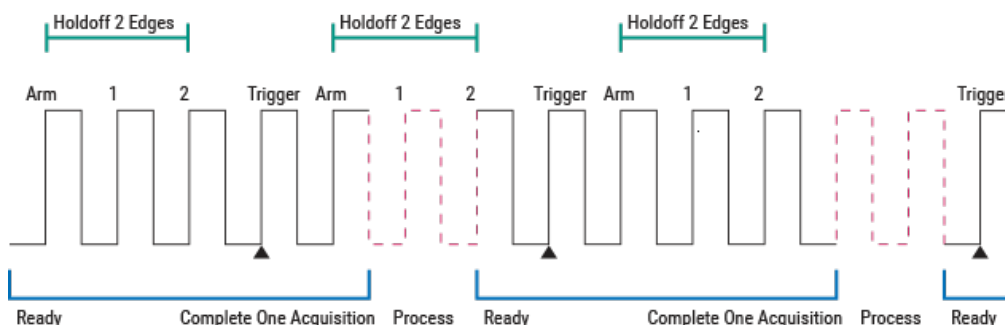 Holdoff 2 Edges Holdoff 2 Edges Holdoff 2 Edges
Arm 1 2 Trigger Arm 1 2 Trigger Arm 1 2 Trigger
Ready Complete One Acquisition Process Ready Complete One Acquisition Process Ready